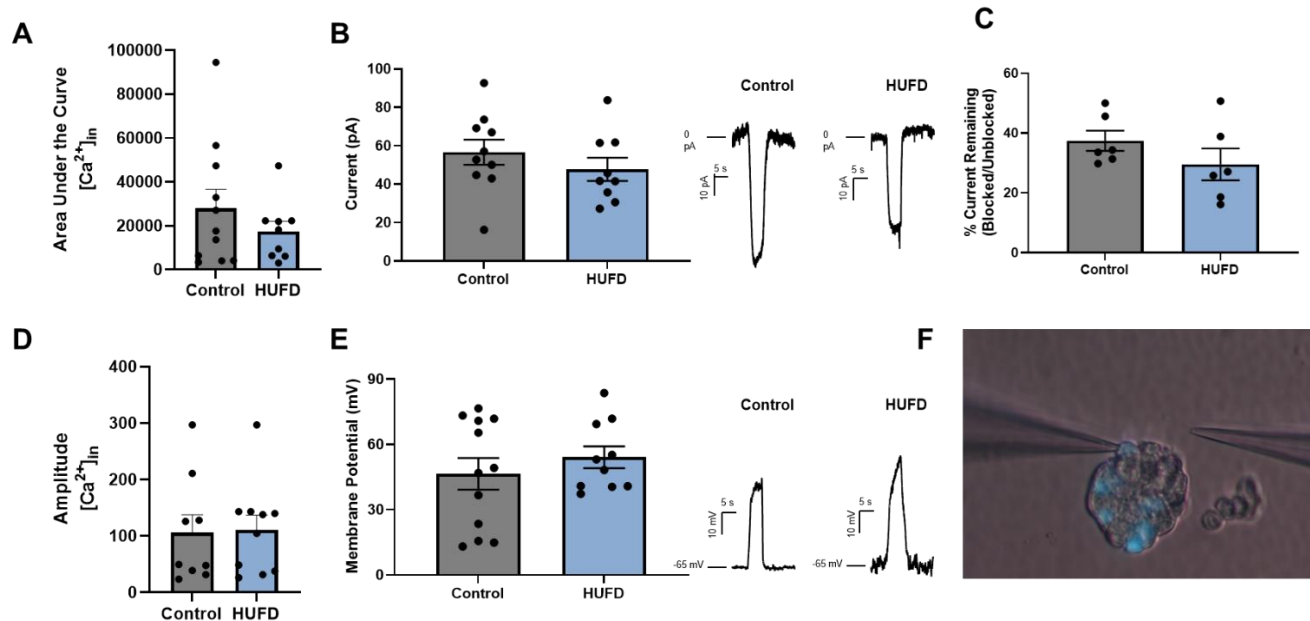 A
Area Under the Curve
[Ca²⁺]in
100000
80000
60000
40000
20000
0
Control
HUFD
B
Current (pA)
100
80
60
40
20
0
Control
HUFD
Control
0
pA
5 s
10 pA
HUFD
0
pA
5 s
10 pA
C
% Current Remaining
(Blocked/Unblocked)
60
40
20
0
Control
HUFD
D
Amplitude
[Ca²⁺]in
400
300
200
100
0
Control
HUFD
E
Membrane Potential (mV)
90
60
30
0
Control
HUFD
Control
5 s
10 mV
-65 mV
HUFD
5 s
10 mV
-65 mV
F